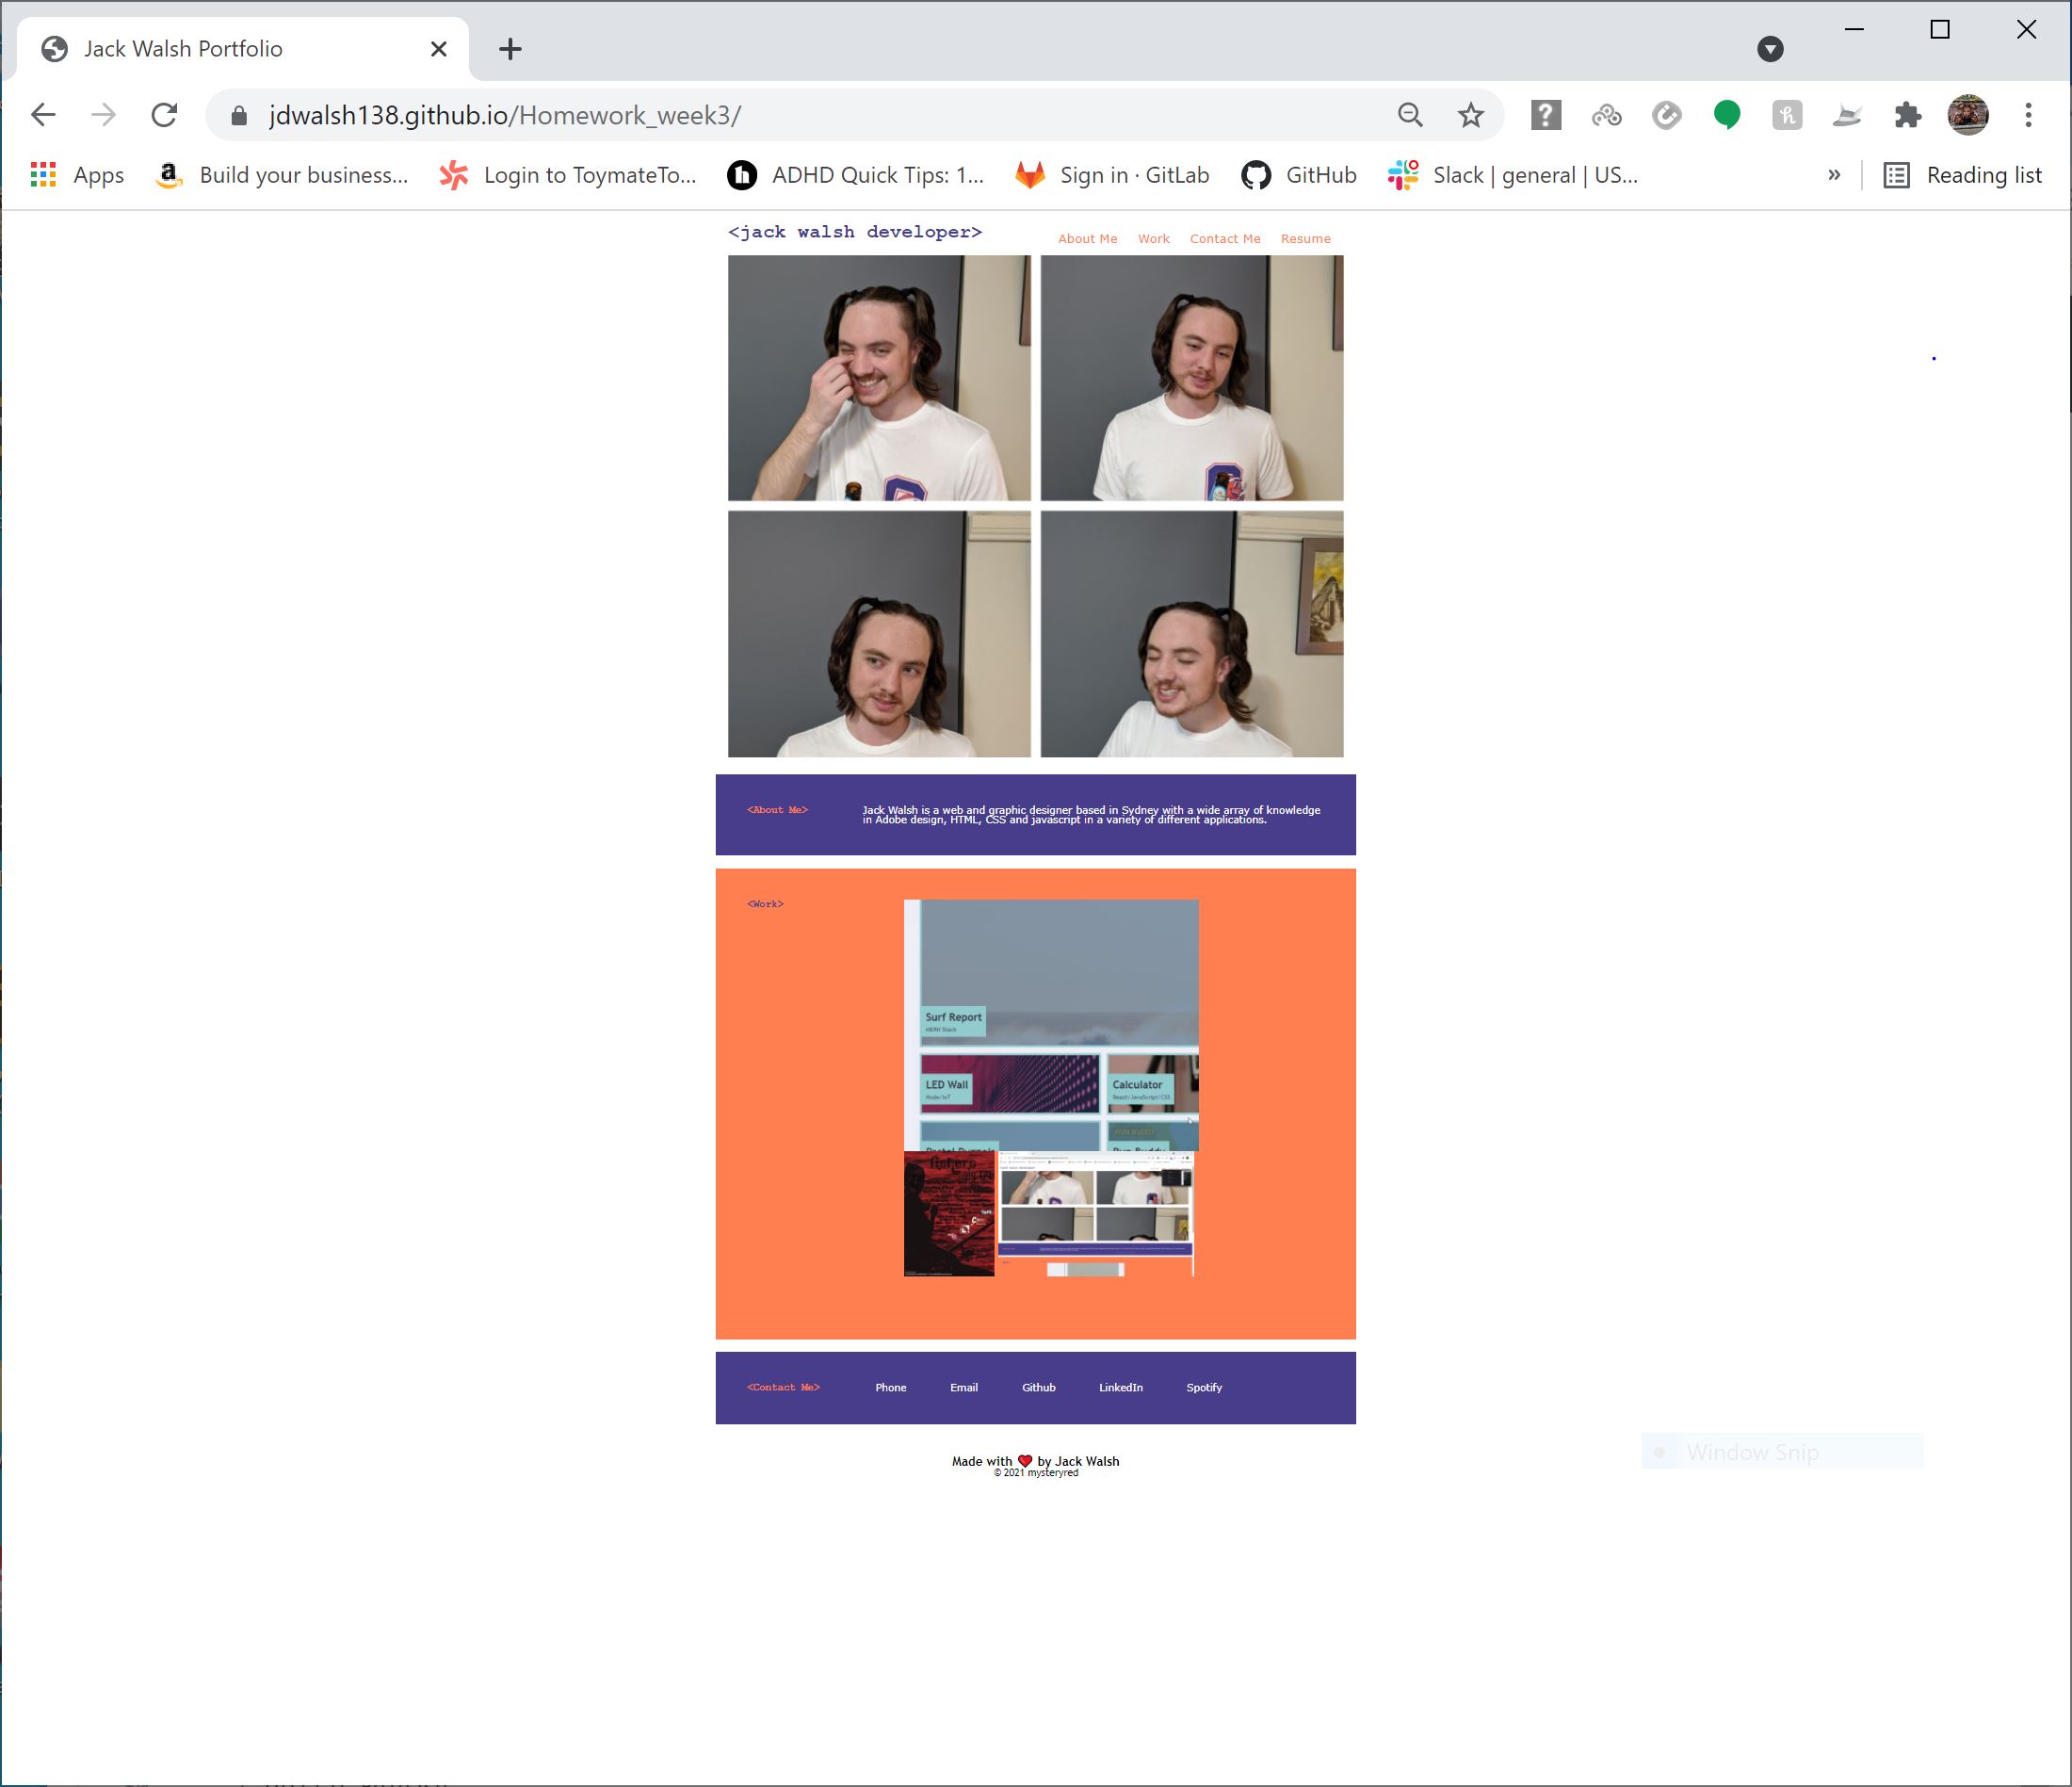 Jack Walsh Portfolio
jdwalsh138.github.io/Homework_week3/
Apps
Build your business...
Login to ToymateTo...
ADHD Quick Tips: 1...
Sign in · GitLab
GitHub
Slack | general | US...
»
Reading list
<jack walsh developer>
About Me Work Contact Me Resume
<About Me>
Jack Walsh is a web and graphic designer based in Sydney with a wide array of knowledge
in Adobe design, HTML, CSS and javascript in a variety of different applications.
<Work>
Surf Report
MERN Stack
LED Wall
Node/IoT
Calculator
React/JavaScript/CSS
Run Buddy
<Contact Me>
Phone Email Github LinkedIn Spotify
Window Snip
Made with ❤ by Jack Walsh
© 2021 mysteryred